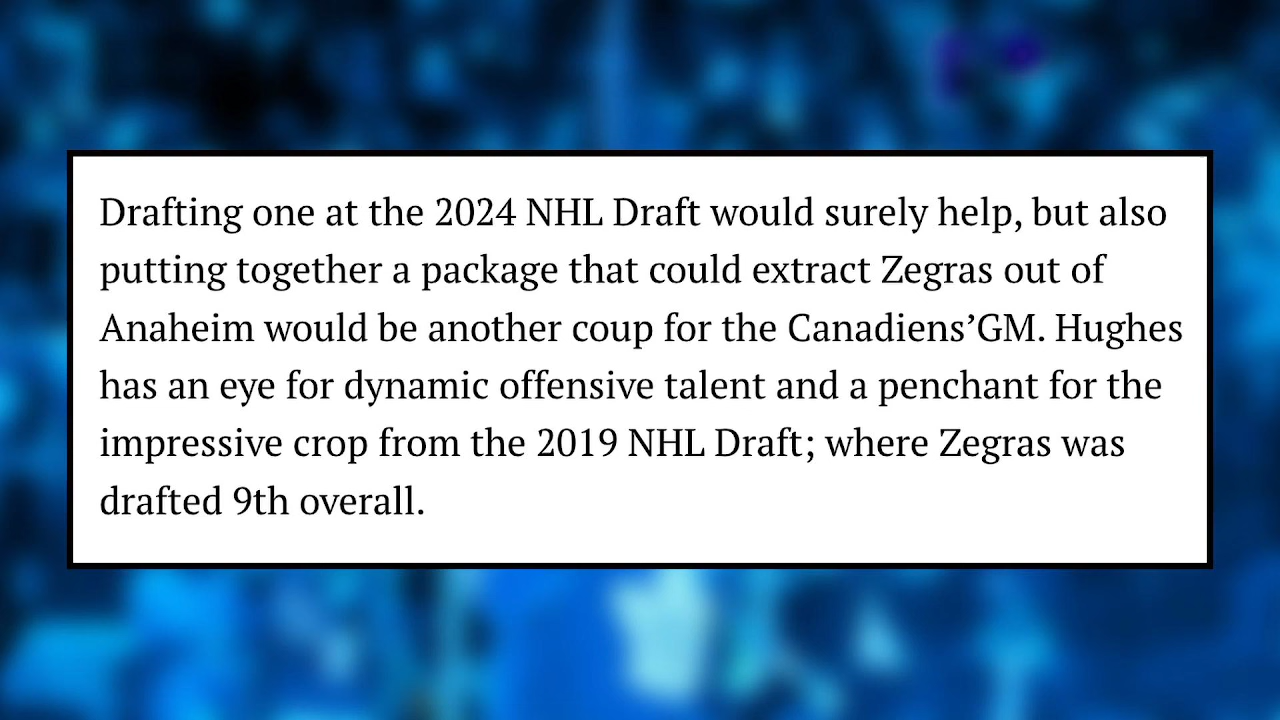 Drafting one at the 2024 NHL Draft would surely help, but also
putting together a package that could extract Zegras out of
Anaheim would be another coup for the Canadiens’GM. Hughes
has an eye for dynamic offensive talent and a penchant for the
impressive crop from the 2019 NHL Draft; where Zegras was
drafted 9th overall.